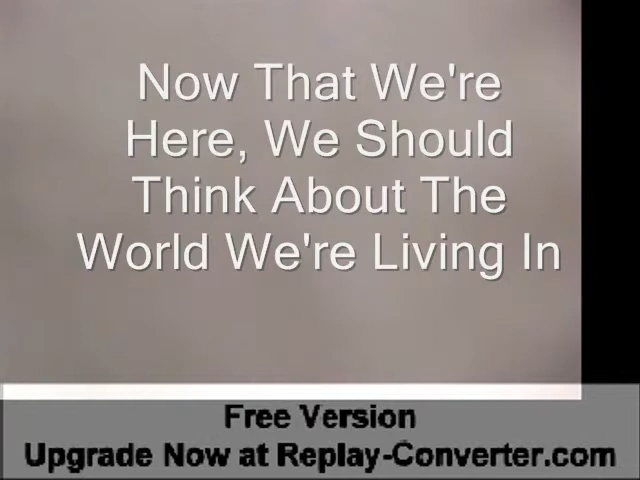 Now That We're
Here, We Should
Think About The
World We're Living In
Free Version
Upgrade Now at Replay-Converter.com